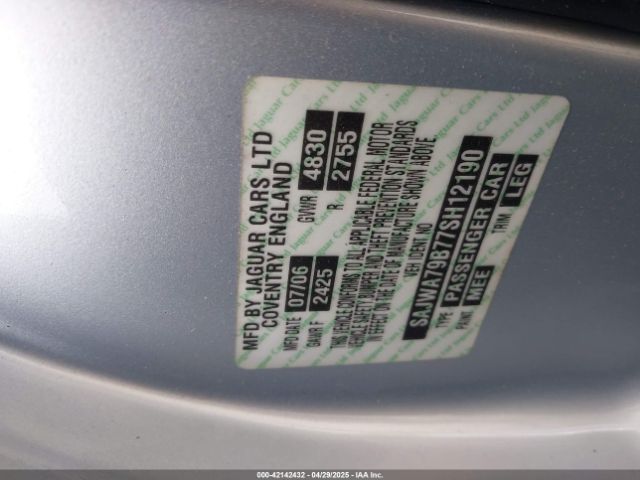 MFD BY JAGUAR CARS LTD
COVENTRY ENGLAND
MFD DATE 07/06 GVWR 4830
GAWR F 2425 R 2755
THIS VEHICLE CONFORMS TO ALL APPLICABLE FEDERAL MOTOR
VEHICLE SAFETY BUMPER AND THEFT PREVENTION STANDARDS
IN EFFECT ON THE DATE OF MANUFACTURE SHOWN ABOVE
VEH IDENT NO
SAJWA79B77SH12190
TYPE PASSENGER CAR
PAINT MEE TRIM LEG
000-42142432 - 04/29/2025 - IAA Inc.